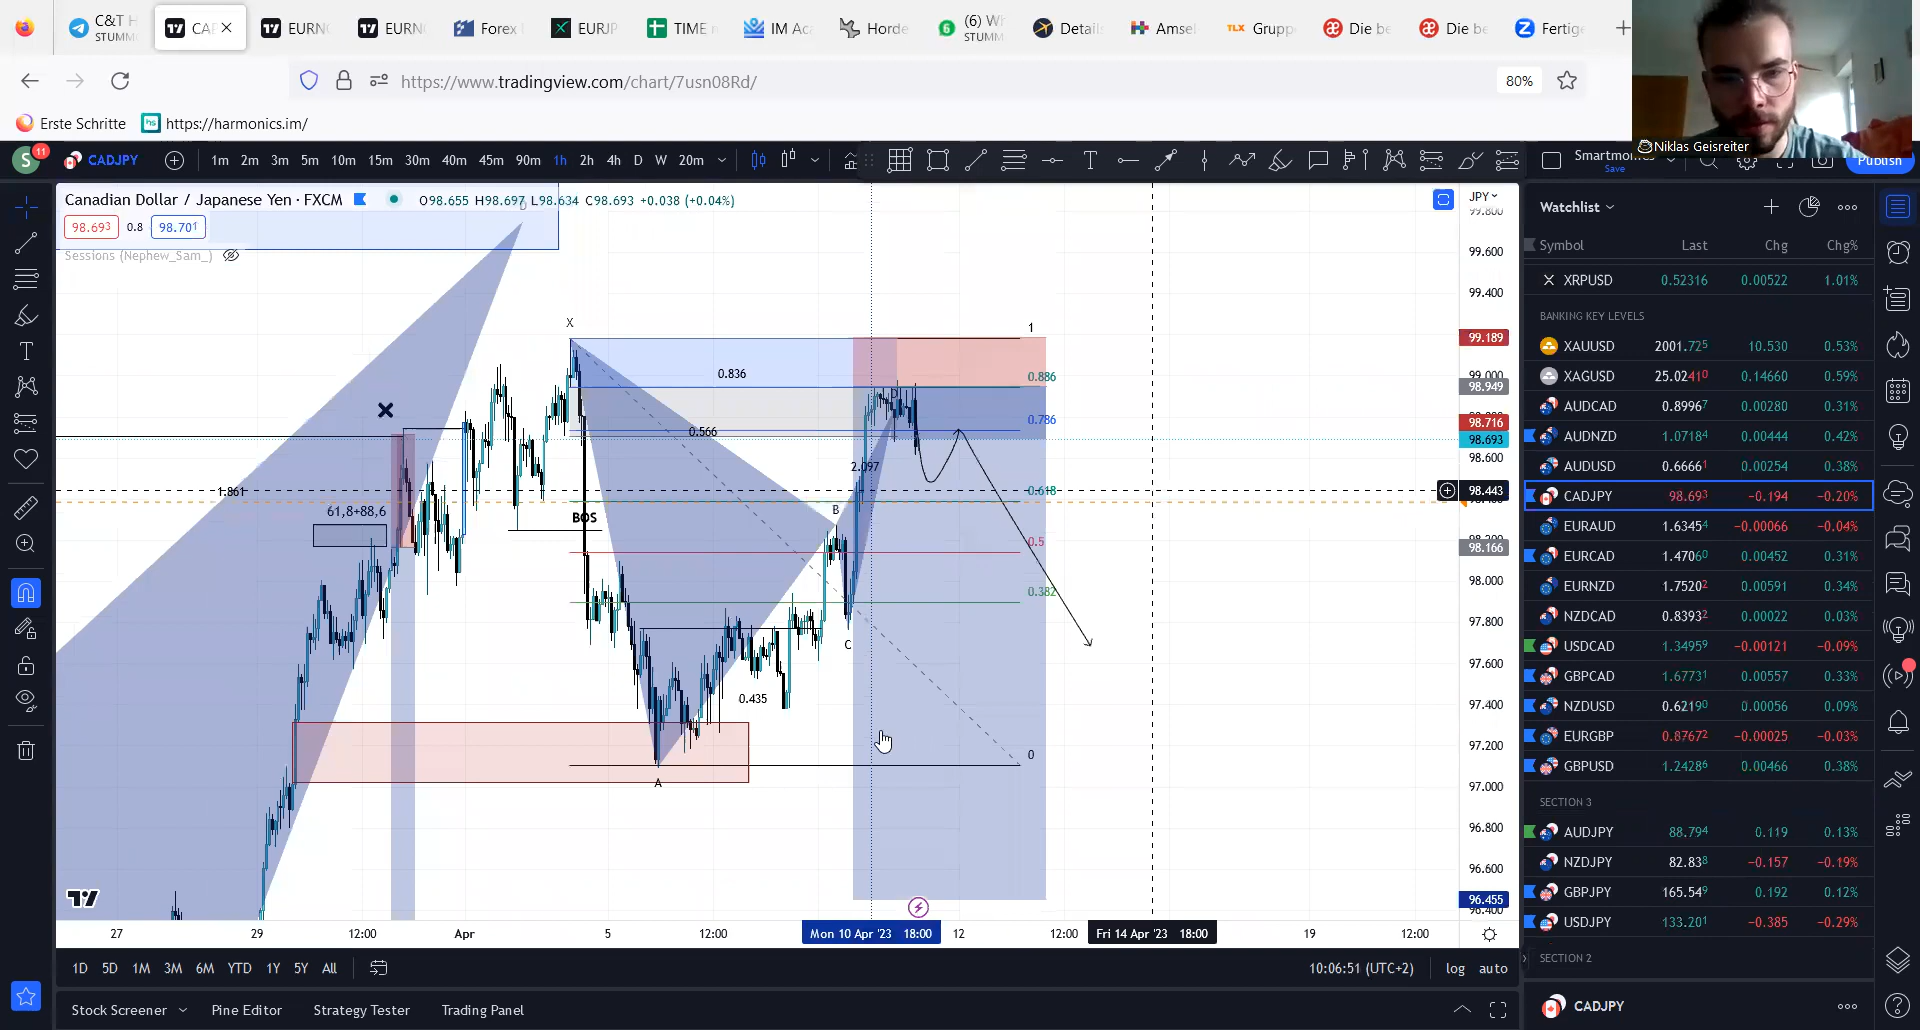 C&T H
STUMM
CAI
EURN
EURN
Forex
EURJP
TIME
IM Ac
Horde
(6) W
STUMM
Detail
Amsel
TLX Grupp
Die be
Die be
Fertige
https://www.tradingview.com/chart/7usn08Rd/
80%
Erste Schritte
https://harmonics.im/
Niklas Geisreiter
S
11
CADJPY
1m 2m 3m 5m 10m 15m 30m 40m 45m 90m 1h 2h 4h D W 20m
Save
Publish
Canadian Dollar / Japanese Yen · FXCM
O98.655 H98.697 L98.634 C98.693 +0.038 (+0.04%)
98.693
0.8
98.701
Sessions (Nephew_Sam_)
JPY
99.800
99.600
99.400
99.189
99.000
98.949
98.716
98.693
98.600
98.443
98.166
98.000
97.800
97.600
97.400
97.200
97.000
96.800
96.600
96.455
96.400
D
X
1
0.836
0.886
0.786
D
0.566
2.097
1.861
0.618
B
BOS
61,8+88,6
0.5
0.382
C
0.435
0
A
27
29
12:00
Apr
5
12:00
Mon 10 Apr '23 18:00
12
12:00
Fri 14 Apr '23 18:00
19
12:00
1D 5D 1M 3M 6M YTD 1Y 5Y All
10:06:51 (UTC+2)
log auto
Stock Screener
Pine Editor
Strategy Tester
Trading Panel
Watchlist
Symbol Last Chg Chg%
XRPUSD 0.52316 0.00522 1.01%
BANKING KEY LEVELS
XAUUSD 2001.725 10.530 0.53%
XAGUSD 25.02410 0.14660 0.59%
AUDCAD 0.89967 0.00280 0.31%
AUDNZD 1.07184 0.00444 0.42%
AUDUSD 0.66661 0.00254 0.38%
CADJPY 98.693 −0.194 −0.20%
EURAUD 1.63454 −0.00066 −0.04%
EURCAD 1.47060 0.00452 0.31%
EURNZD 1.75202 0.00591 0.34%
NZDCAD 0.83932 0.00022 0.03%
USDCAD 1.34959 −0.00121 −0.09%
GBPCAD 1.67731 0.00557 0.33%
NZDUSD 0.62190 0.00056 0.09%
EURGBP 0.87672 −0.00025 −0.03%
GBPUSD 1.24286 0.00466 0.38%
SECTION 3
AUDJPY 88.794 0.119 0.13%
NZDJPY 82.838 −0.157 −0.19%
GBPJPY 165.549 0.192 0.12%
USDJPY 133.201 −0.385 −0.29%
SECTION 2
CADJPY